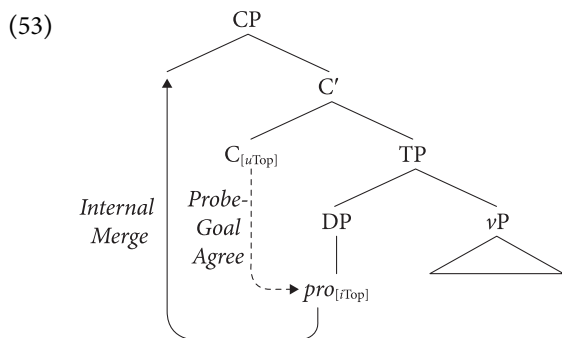 (53)
CP
C′
C[uTop] TP
Internal Merge
Probe-Goal Agree
DP vP
pro[iTop]